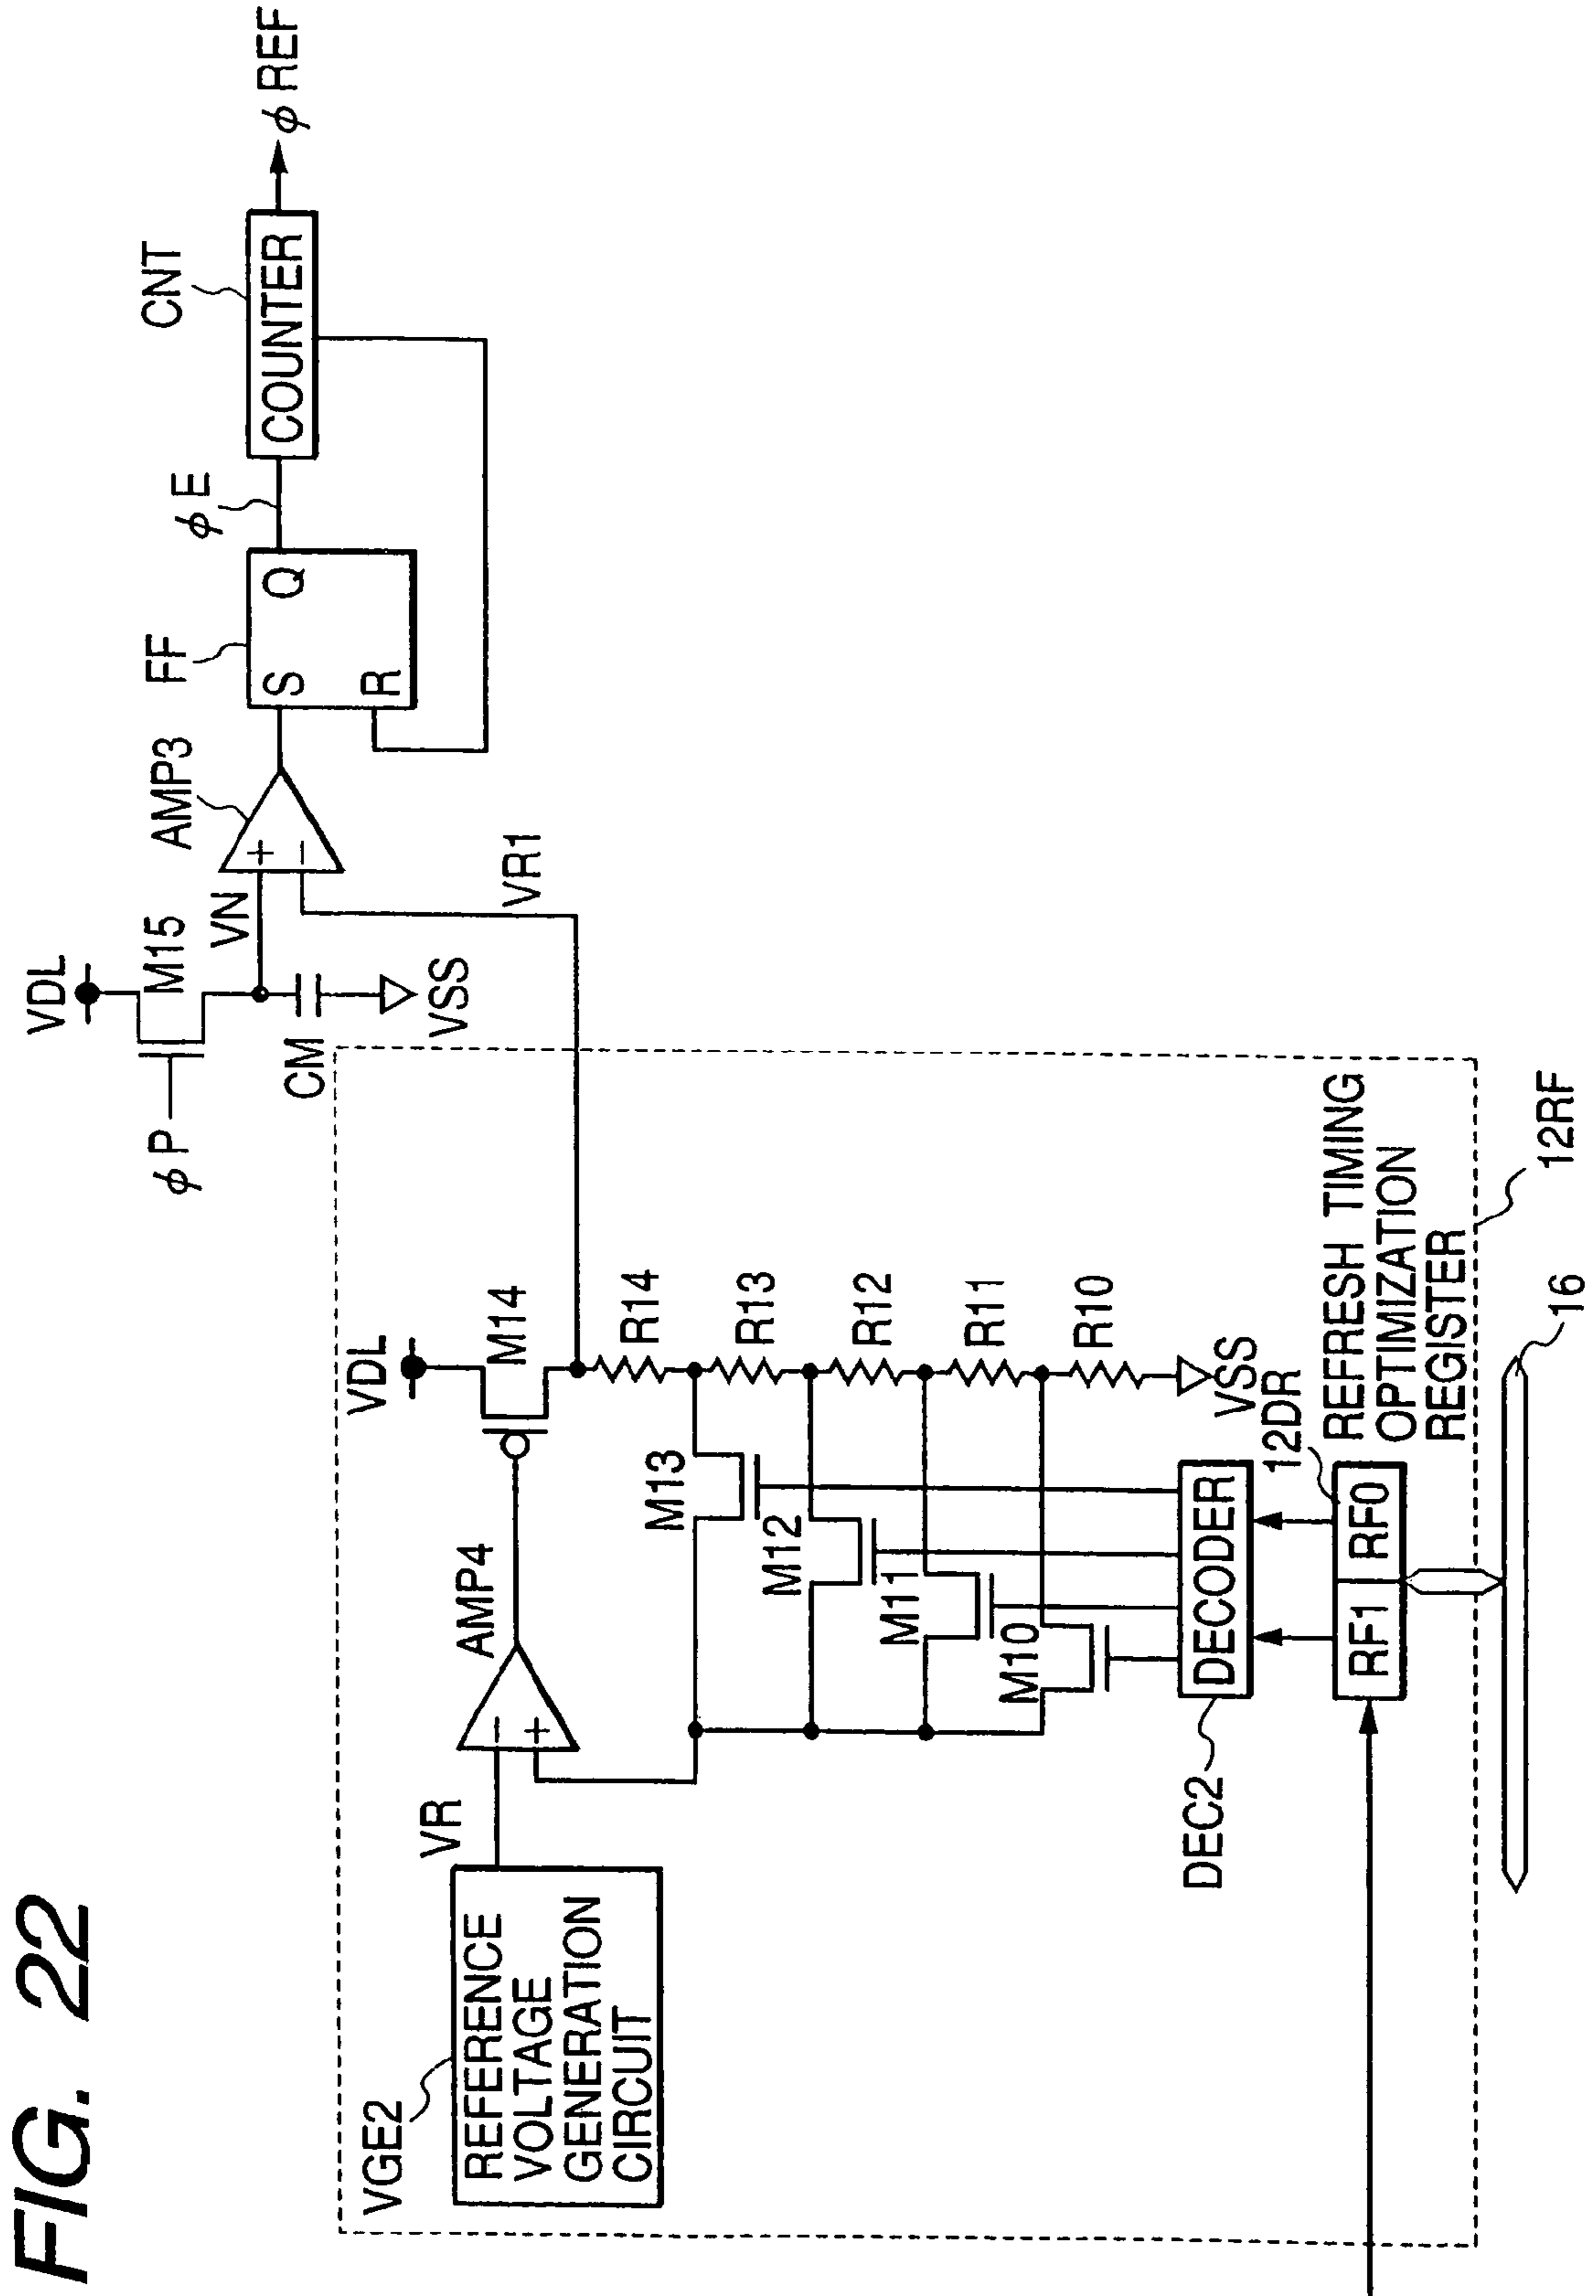 FIG. 22
VGE2
REFERENCE
VOLTAGE
GENERATION
CIRCUIT
VR
−
+
AMP4
VDL
M14
R14
R13
R12
R11
R10
VSS
M13
M12
M11
M10
DEC2
DECODER
12DR
RF1
RF0
REFRESH TIMING
OPTIMIZATION
REGISTER
12RF
16
VR1
φP
VDL
M15
VN
CM
VSS
AMP3
+
−
FF
S
Q
R
φE
CNT
COUNTER
φREF